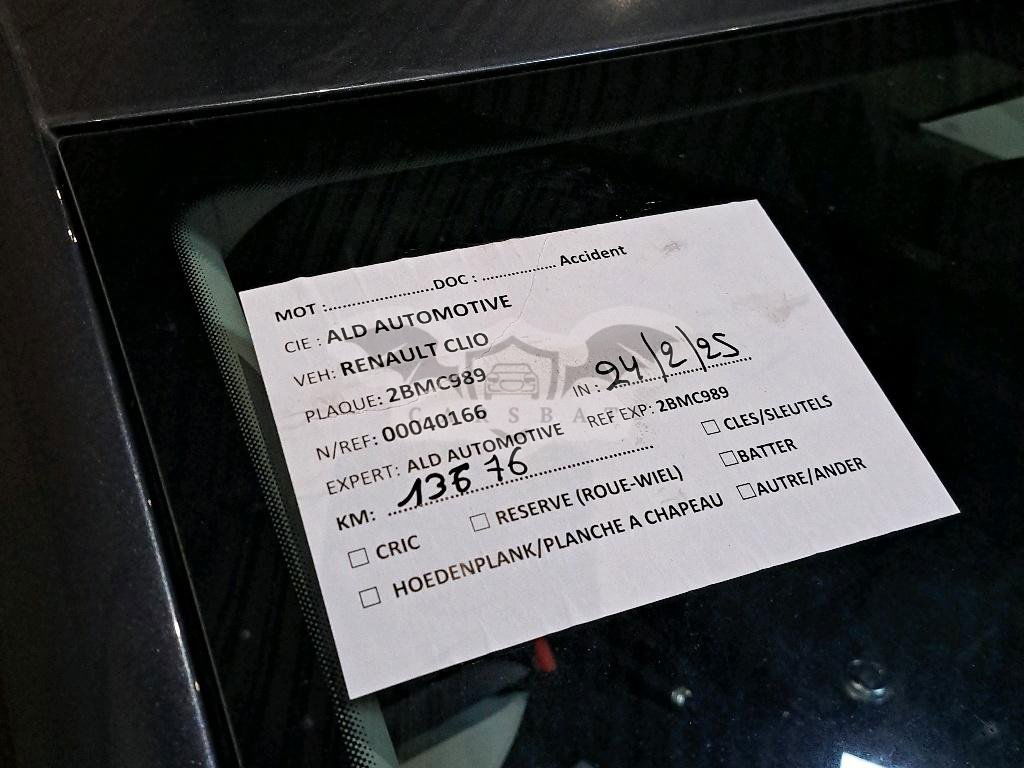 MOT :......................DOC : ................ Accident
CIE : ALD AUTOMOTIVE
VEH: RENAULT CLIO
PLAQUE: 2BMC989 IN : 24/2/25
N/REF: 00040166 REF EXP: 2BMC989
EXPERT: ALD AUTOMOTIVE
KM: 13576
☐ CLES/SLEUTELS
☐ CRIC ☐ RESERVE (ROUE-WIEL) ☐ BATTER
☐ HOEDENPLANK/PLANCHE A CHAPEAU ☐ AUTRE/ANDER